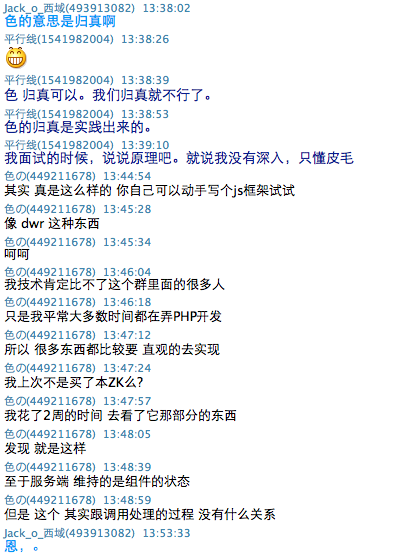 Jack_o_西域(493913082) 13:38:02
色的意思是归真啊
平行线(1541982004) 13:38:26
平行线(1541982004) 13:38:39
色 归真可以。我们归真就不行了。
平行线(1541982004) 13:38:53
色的归真是实践出来的。
平行线(1541982004) 13:39:10
我面试的时候，说说原理吧。就说我没有深入，只懂皮毛
色の(449211678) 13:44:54
其实 真是这么样的 你自己可以动手写个js框架试试
色の(449211678) 13:45:28
像 dwr 这种东西
色の(449211678) 13:45:34
呵呵
色の(449211678) 13:46:04
我技术肯定比不了这个群里面的很多人
色の(449211678) 13:46:18
只是我平常大多数时间都在弄PHP开发
色の(449211678) 13:47:12
所以 很多东西都比较要 直观的去实现
色の(449211678) 13:47:24
我上次不是买了本ZK么?
色の(449211678) 13:47:57
我花了2周的时间 去看了它那部分的东西
色の(449211678) 13:48:05
发现 就是这样
色の(449211678) 13:48:39
至于服务端 维持的是组件的状态
色の(449211678) 13:48:59
但是 这个 其实跟调用处理的过程 没有什么关系
Jack_o_西域(493913082) 13:53:33
恩，。